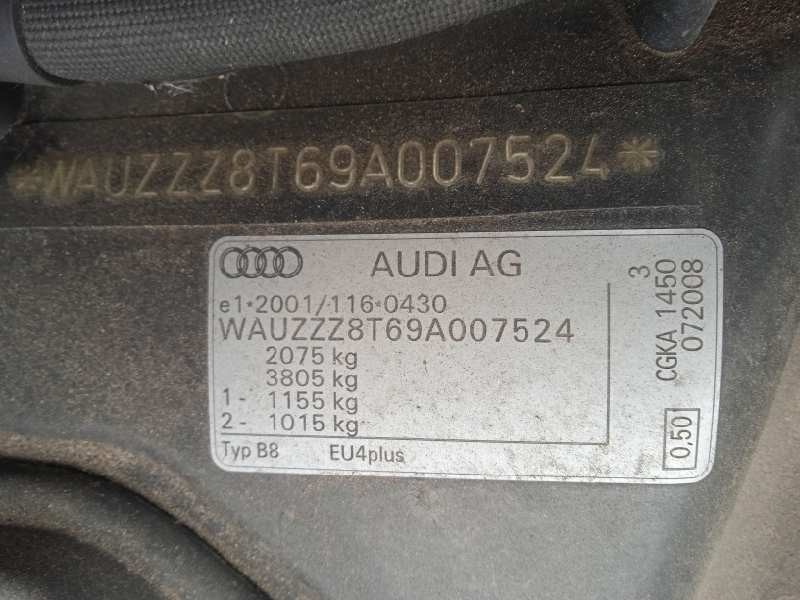 *WAUZZZ8T69A007524*
AUDI AG
e1*2001/116*0430
WAUZZZ8T69A007524
2075 kg
3805 kg
1- 1155 kg
2- 1015 kg
Typ B8 EU4plus
3
CGKA 1450
072008
0,50